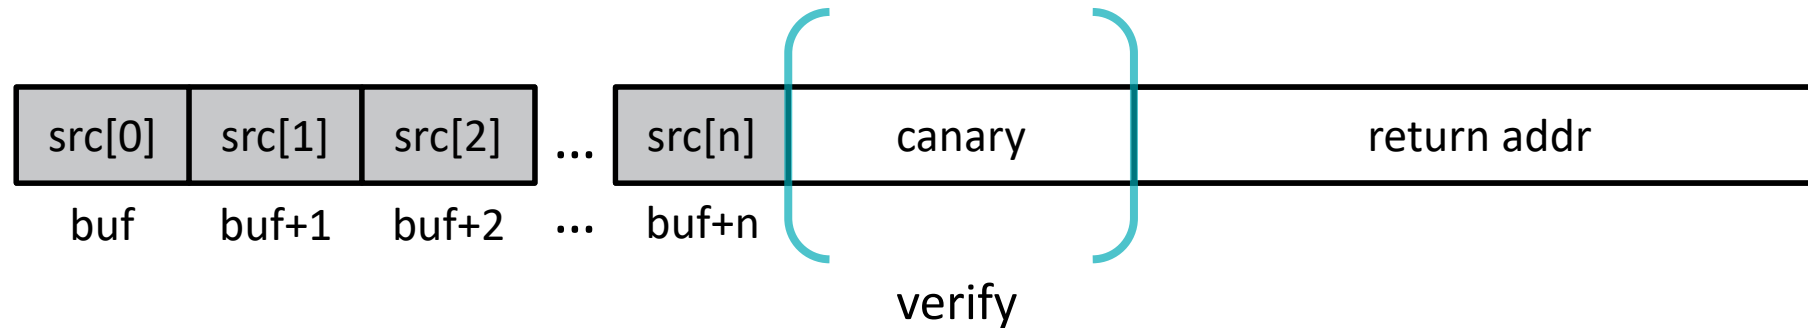 src[0] src[1] src[2] ... src[n] canary return addr
buf buf+1 buf+2 ... buf+n
verify